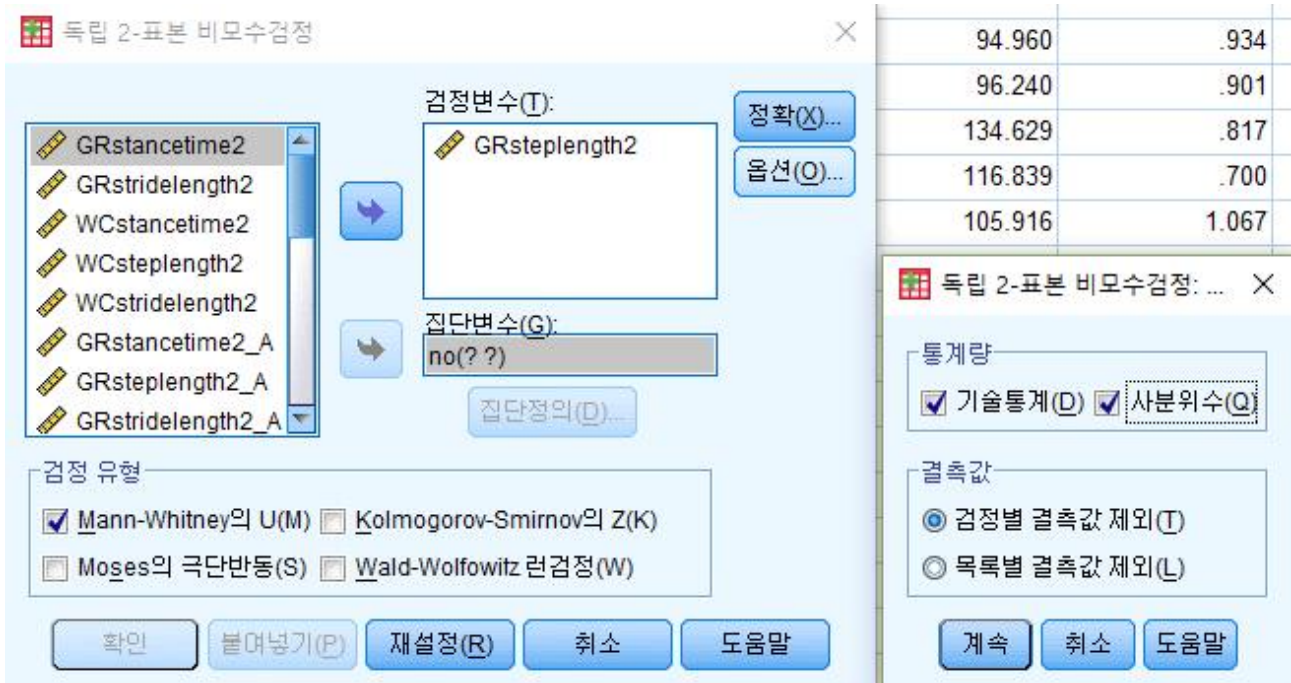 독립 2-표본 비모수검정
GRstancetime2
GRstridelength2
WCstancetime2
WCsteplength2
WCstridelength2
GRstancetime2_A
GRsteplength2_A
GRstridelength2_A
검정변수(T):
GRsteplength2
집단변수(G):
no(? ?)
집단정의(D)...
정확(X)...
옵션(O)...
검정 유형
Mann-Whitney의 U(M) Kolmogorov-Smirnov의 Z(K)
Moses의 극단반동(S) Wald-Wolfowitz 런검정(W)
확인 붙여넣기(P) 재설정(R) 취소 도움말
94.960 .934
96.240 .901
134.629 .817
116.839 .700
105.916 1.067
독립 2-표본 비모수검정: ...
통계량
기술통계(D) 사분위수(Q)
결측값
검정별 결측값 제외(T)
목록별 결측값 제외(L)
계속 취소 도움말